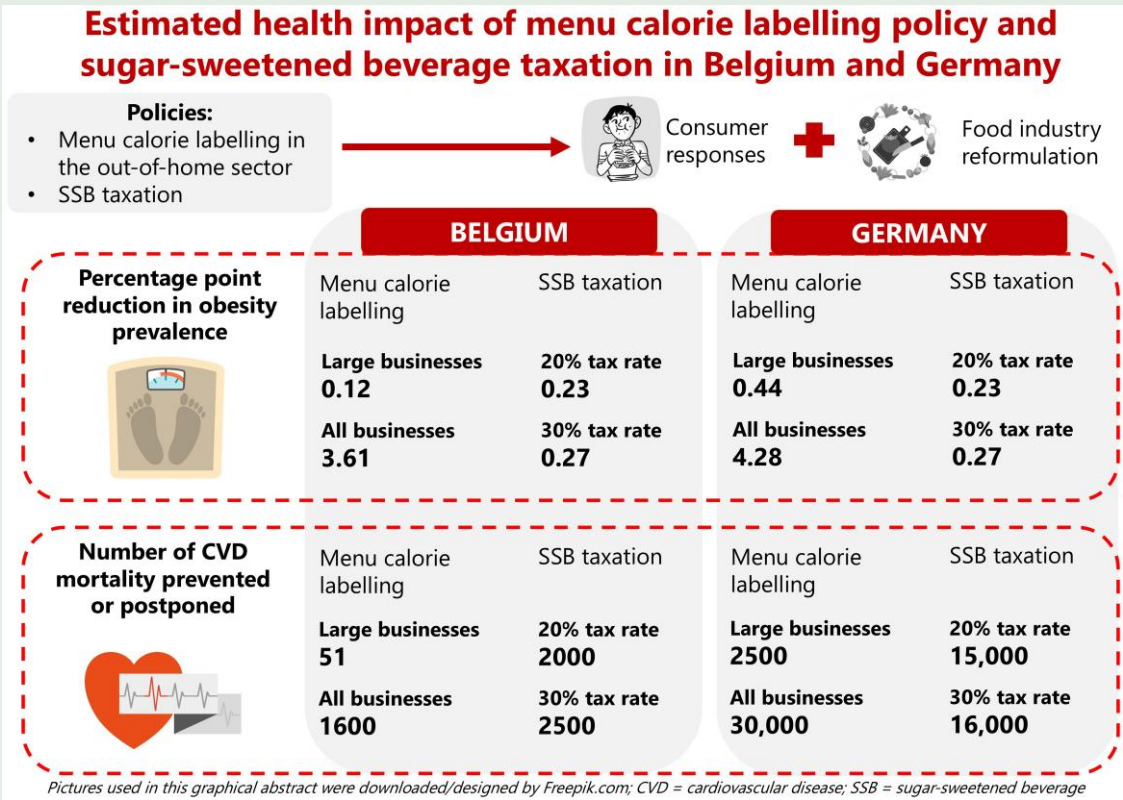 Estimated health impact of menu calorie labelling policy and
sugar-sweetened beverage taxation in Belgium and Germany
Policies:
• Menu calorie labelling in
the out-of-home sector
• SSB taxation
Consumer
responses
Food industry
reformulation
BELGIUM
GERMANY
Percentage point
reduction in obesity
prevalence
Menu calorie
labelling
Large businesses
0.12
All businesses
3.61
SSB taxation
20% tax rate
0.23
30% tax rate
0.27
Menu calorie
labelling
Large businesses
0.44
All businesses
4.28
SSB taxation
20% tax rate
0.23
30% tax rate
0.27
Number of CVD
mortality prevented
or postponed
Menu calorie
labelling
Large businesses
51
All businesses
1600
SSB taxation
20% tax rate
2000
30% tax rate
2500
Menu calorie
labelling
Large businesses
2500
All businesses
30,000
SSB taxation
20% tax rate
15,000
30% tax rate
16,000
Pictures used in this graphical abstract were downloaded/designed by Freepik.com; CVD = cardiovascular disease; SSB = sugar-sweetened beverage